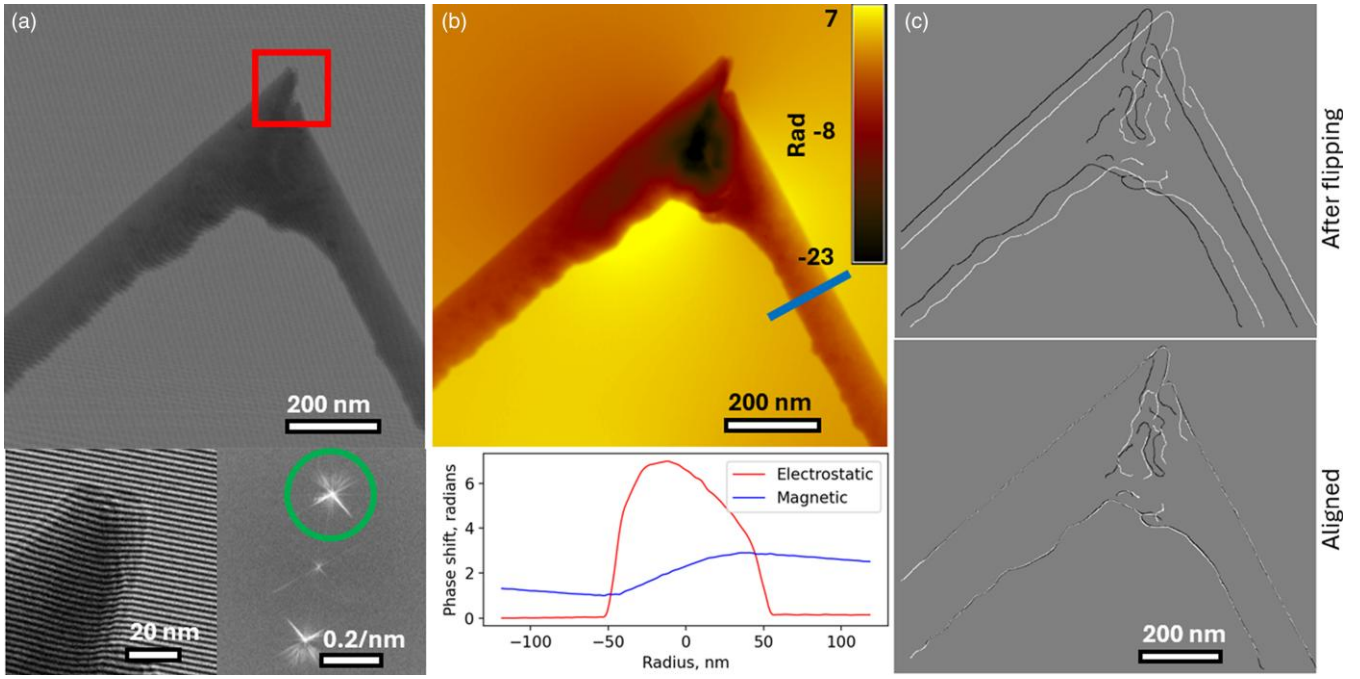 (a)
200 nm
20 nm
0.2/nm
(b)
7
Rad
-8
-23
200 nm
Phase shift, radians
6
4
2
0
Electrostatic
Magnetic
−100
−50
0
50
100
Radius, nm
(c)
After flipping
Aligned
200 nm